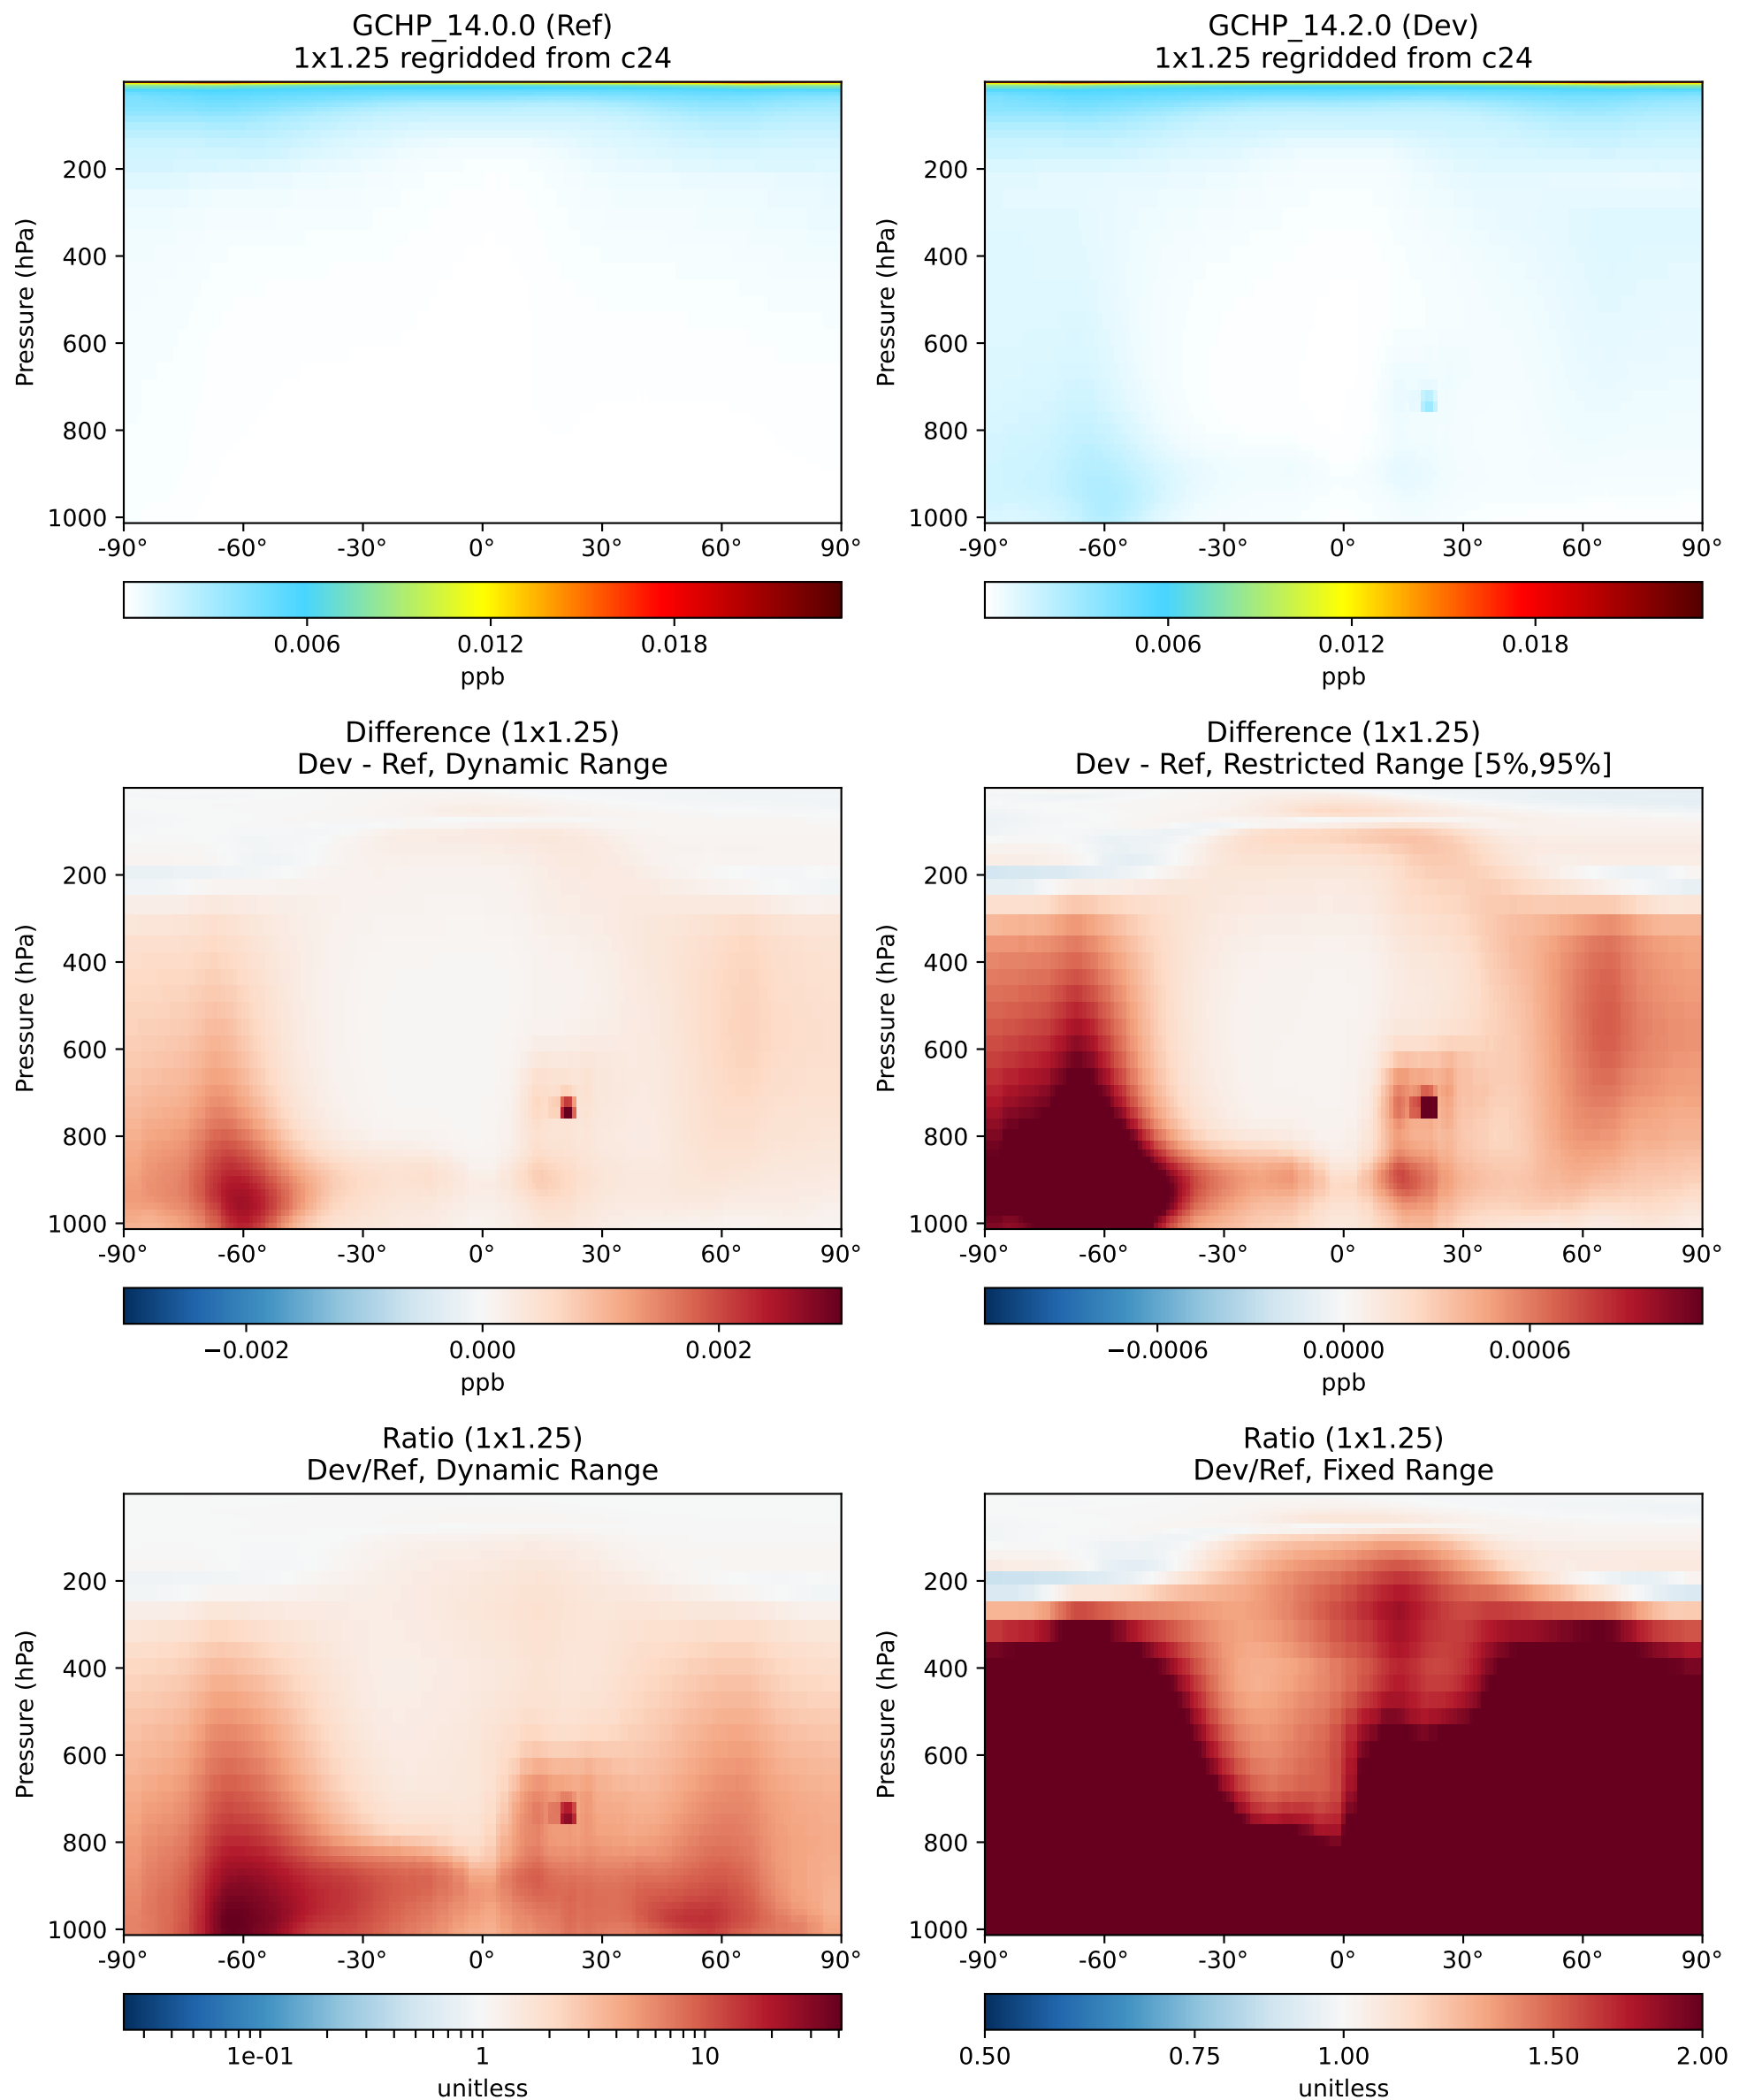 GCHP_14.0.0 (Ref)
1x1.25 regridded from c24
Pressure (hPa)
200
400
600
800
1000
-90° -60° -30° 0° 30° 60° 90°
0.006 0.012 0.018
ppb
GCHP_14.2.0 (Dev)
1x1.25 regridded from c24
Pressure (hPa)
200
400
600
800
1000
-90° -60° -30° 0° 30° 60° 90°
0.006 0.012 0.018
ppb
Difference (1x1.25)
Dev - Ref, Dynamic Range
Pressure (hPa)
200
400
600
800
1000
-90° -60° -30° 0° 30° 60° 90°
−0.002 0.000 0.002
ppb
Difference (1x1.25)
Dev - Ref, Restricted Range [5%,95%]
Pressure (hPa)
200
400
600
800
1000
-90° -60° -30° 0° 30° 60° 90°
−0.0006 0.0000 0.0006
ppb
Ratio (1x1.25)
Dev/Ref, Dynamic Range
Pressure (hPa)
200
400
600
800
1000
-90° -60° -30° 0° 30° 60° 90°
1e-01 1 10
unitless
Ratio (1x1.25)
Dev/Ref, Fixed Range
Pressure (hPa)
200
400
600
800
1000
-90° -60° -30° 0° 30° 60° 90°
0.50 0.75 1.00 1.50 2.00
unitless